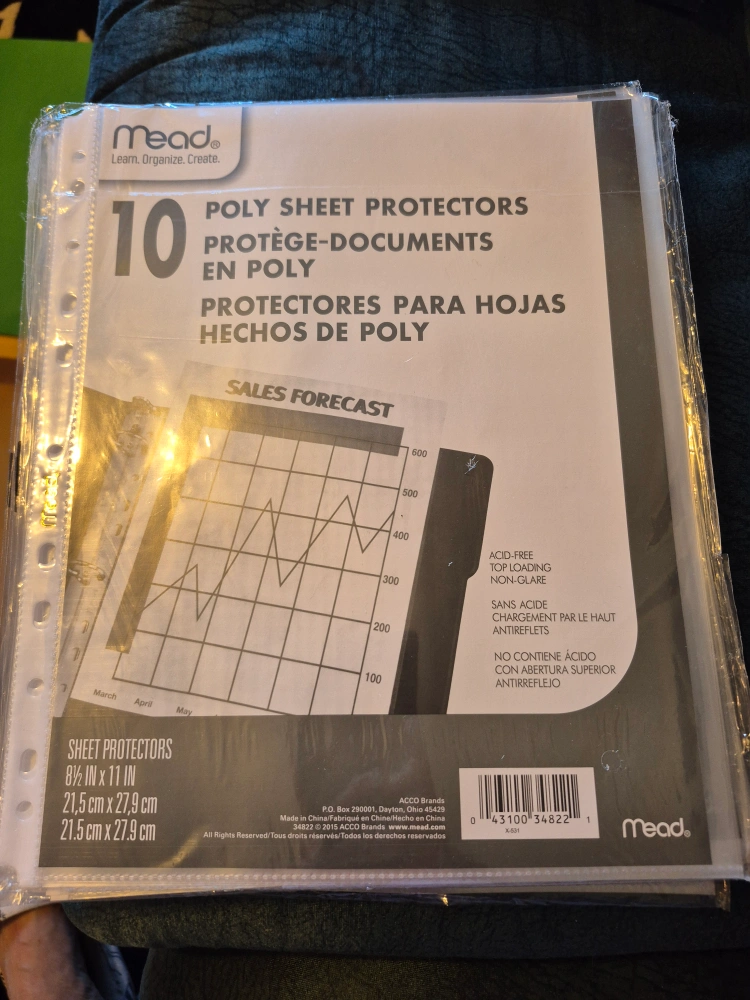 Mead®
Learn. Organize. Create.
10
POLY SHEET PROTECTORS
PROTÈGE-DOCUMENTS
EN POLY
PROTECTORES PARA HOJAS
HECHOS DE POLY
SALES FORECAST
600
500
400
300
200
100
March
April
May
ACID-FREE
TOP LOADING
NON-GLARE
SANS ACIDE
CHARGEMENT PAR LE HAUT
ANTIREFLETS
NO CONTIENE ÁCIDO
CON ABERTURA SUPERIOR
ANTIRREFLEJO
SHEET PROTECTORS
8½ IN x 11 IN
21,5 cm x 27,9 cm
21.5 cm x 27.9 cm
ACCO Brands
P.O. Box 290001, Dayton, Ohio 45429
Made in China/Fabriqué en Chine/Hecho en China
34822 © 2015 ACCO Brands www.mead.com
All Rights Reserved/Tous droits réservés/Todos los derechos reservados
0 43100 34822 1
X-531
Mead®